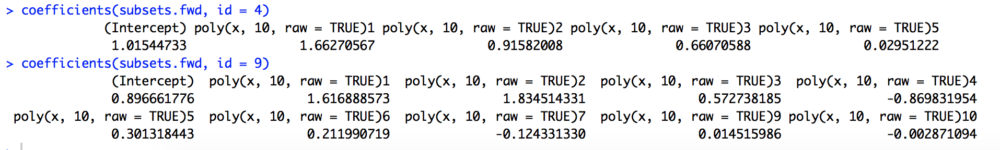 > coefficients(subsets.fwd, id = 4)
(Intercept) poly(x, 10, raw = TRUE)1 poly(x, 10, raw = TRUE)2 poly(x, 10, raw = TRUE)3 poly(x, 10, raw = TRUE)5
1.01544733 1.66270567 0.91582008 0.66070588 0.02951222
> coefficients(subsets.fwd, id = 9)
(Intercept) poly(x, 10, raw = TRUE)1 poly(x, 10, raw = TRUE)2 poly(x, 10, raw = TRUE)3 poly(x, 10, raw = TRUE)4
0.896661776 1.616888573 1.834514331 0.572738185 -0.869831954
poly(x, 10, raw = TRUE)5 poly(x, 10, raw = TRUE)6 poly(x, 10, raw = TRUE)7 poly(x, 10, raw = TRUE)9 poly(x, 10, raw = TRUE)10
0.301318443 0.211990719 -0.124331330 0.014515986 -0.002871094